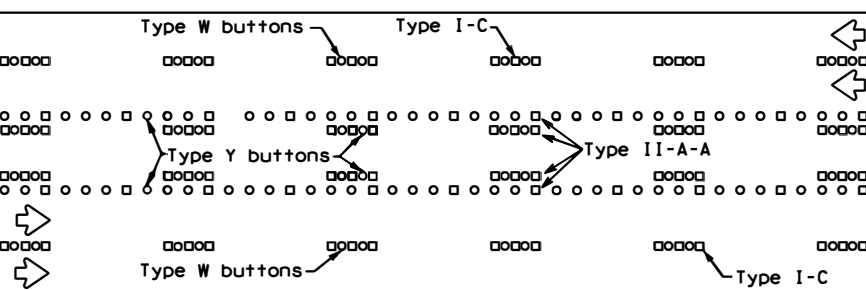 Type W buttons
Type I-C
Type Y buttons
Type II-A-A
Type W buttons
Type I-C